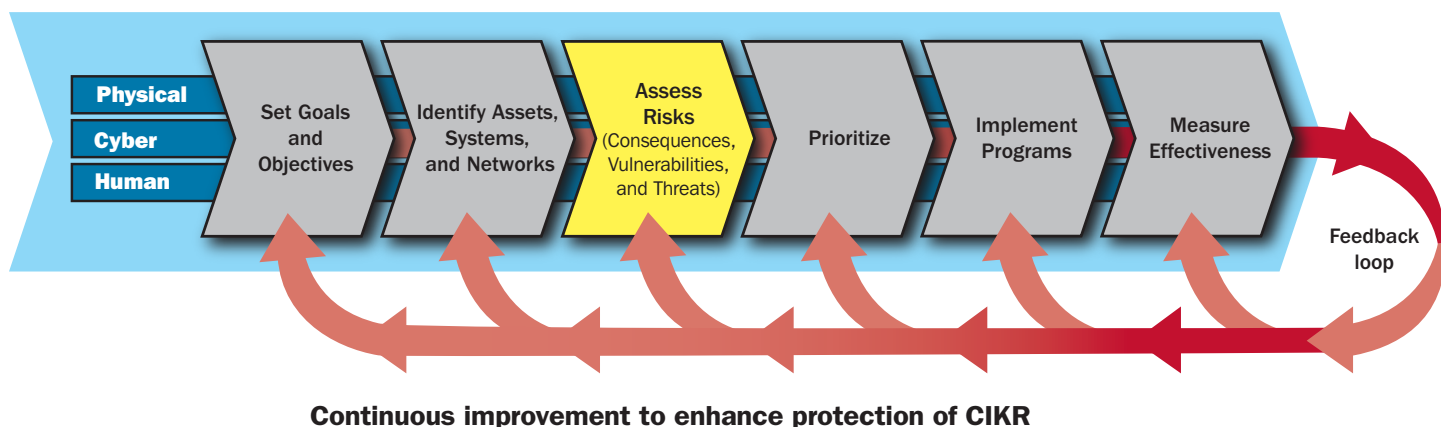 Physical
Cyber
Human
Set Goals
and
Objectives
Identify Assets,
Systems,
and Networks
Assess
Risks
(Consequences,
Vulnerabilities,
and Threats)
Prioritize
Implement
Programs
Measure
Effectiveness
Feedback
loop
Continuous improvement to enhance protection of CIKR